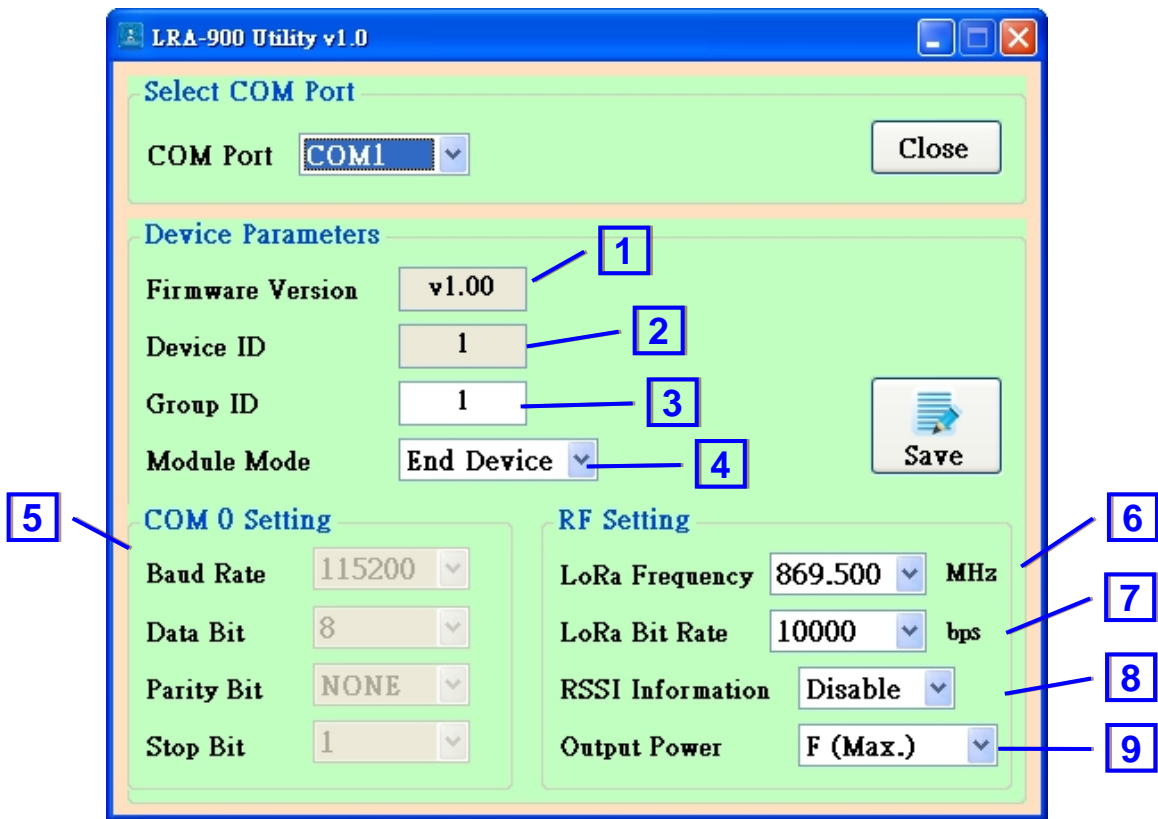 LRA-900 Utility v1.0
Select COM Port
COM Port COM1 Close
Device Parameters
1
Firmware Version v1.00
2
Device ID 1
Group ID 1 3
Save
Module Mode End Device 4
5
COM 0 Setting
Baud Rate 115200
Data Bit 8
Parity Bit NONE
Stop Bit 1
RF Setting
6
LoRa Frequency 869.500 MHz
7
LoRa Bit Rate 10000 bps
RSSI Information Disable 8
Output Power F (Max.) 9